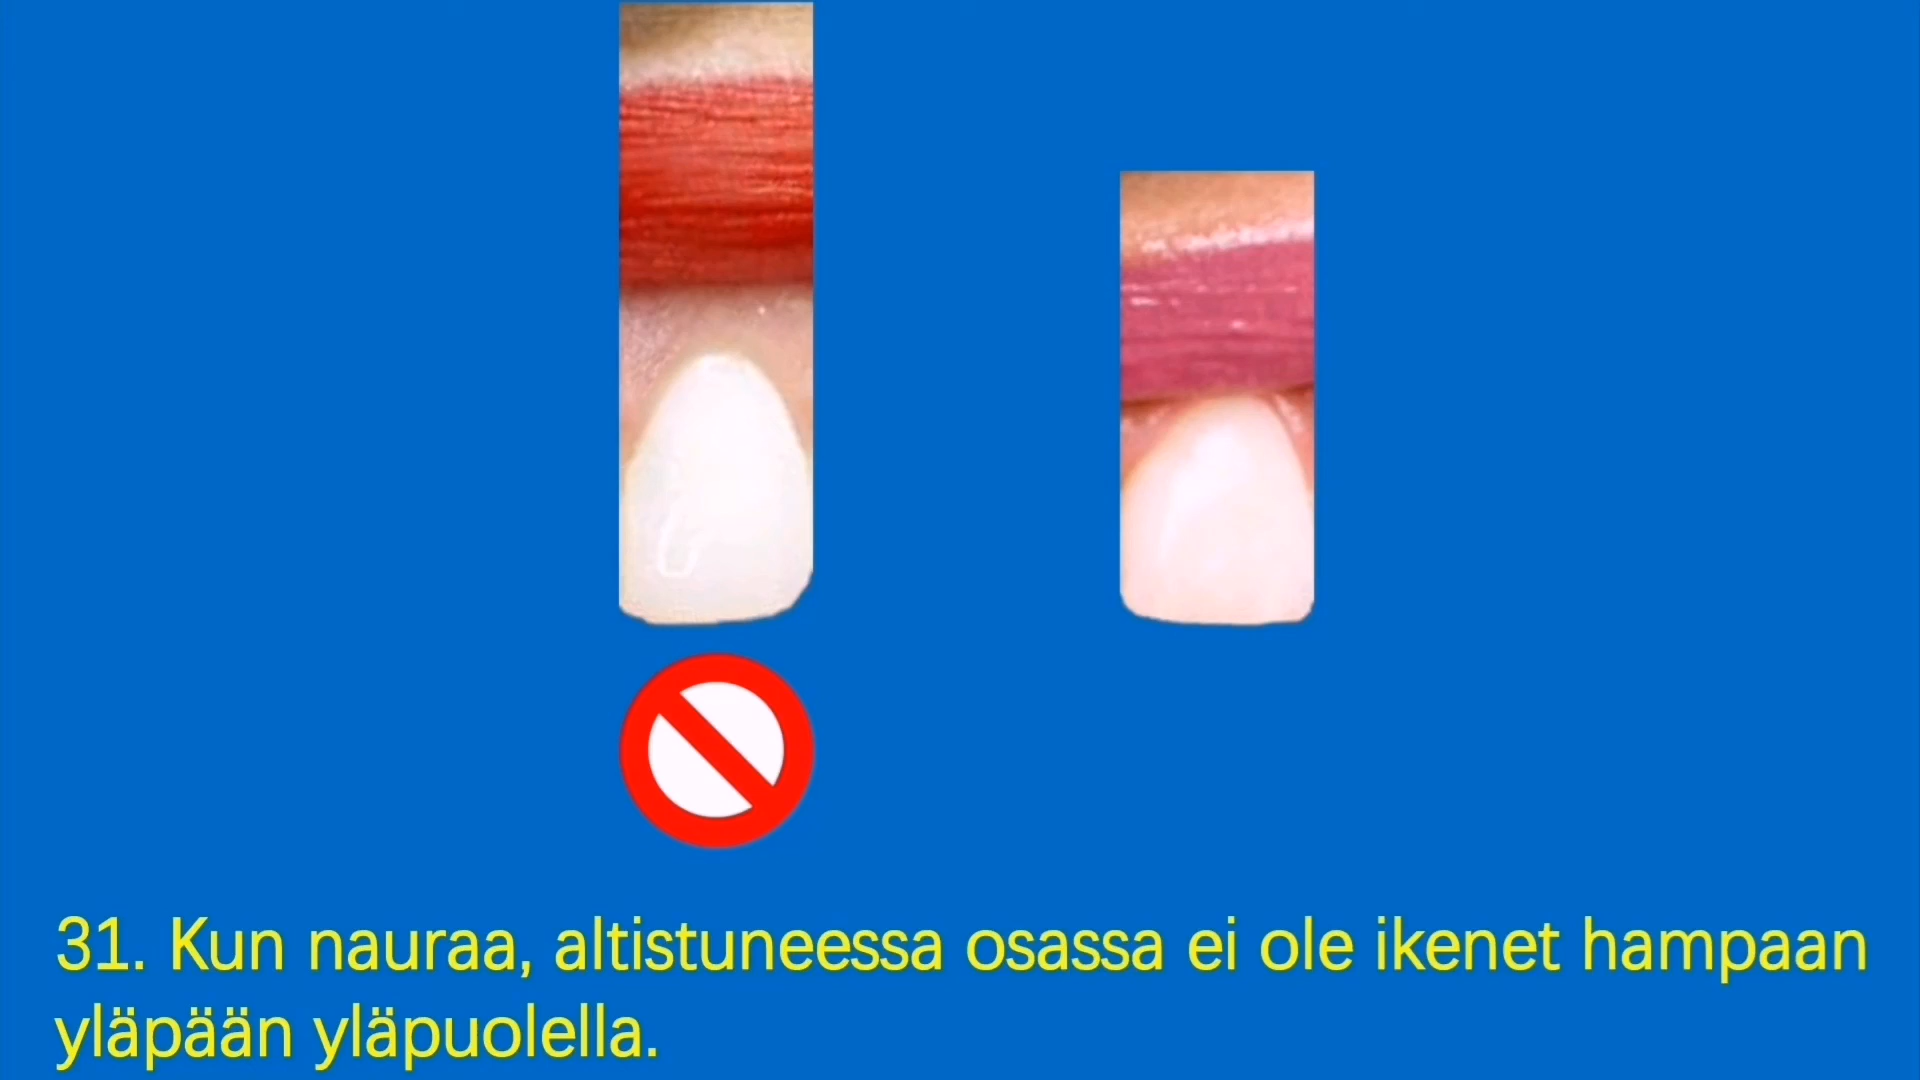 31. Kun nauraa, altistuneessa osassa ei ole ikenet hampaan
yläpään yläpuolella.